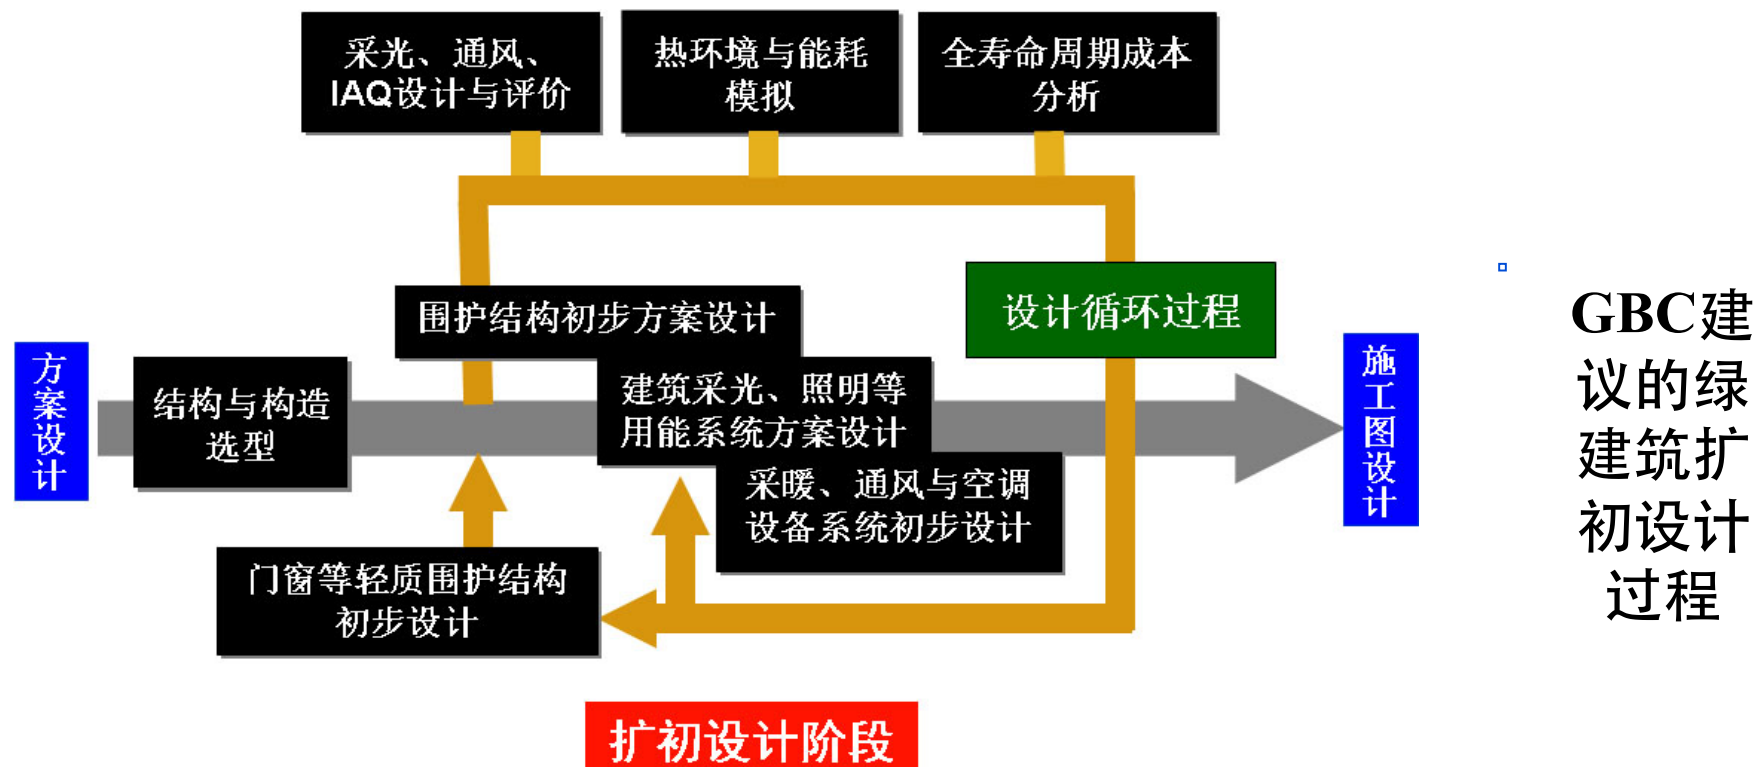 采光、通风、
IAQ设计与评价
热环境与能耗
模拟
全寿命周期成本
分析
围护结构初步方案设计
设计循环过程
方案设计
结构与构造
选型
建筑采光、照明等
用能系统方案设计
采暖、通风与空调
设备系统初步设计
施工图设计
门窗等轻质围护结构
初步设计
扩初设计阶段
GBC建
议的绿
建筑扩
初设计
过程